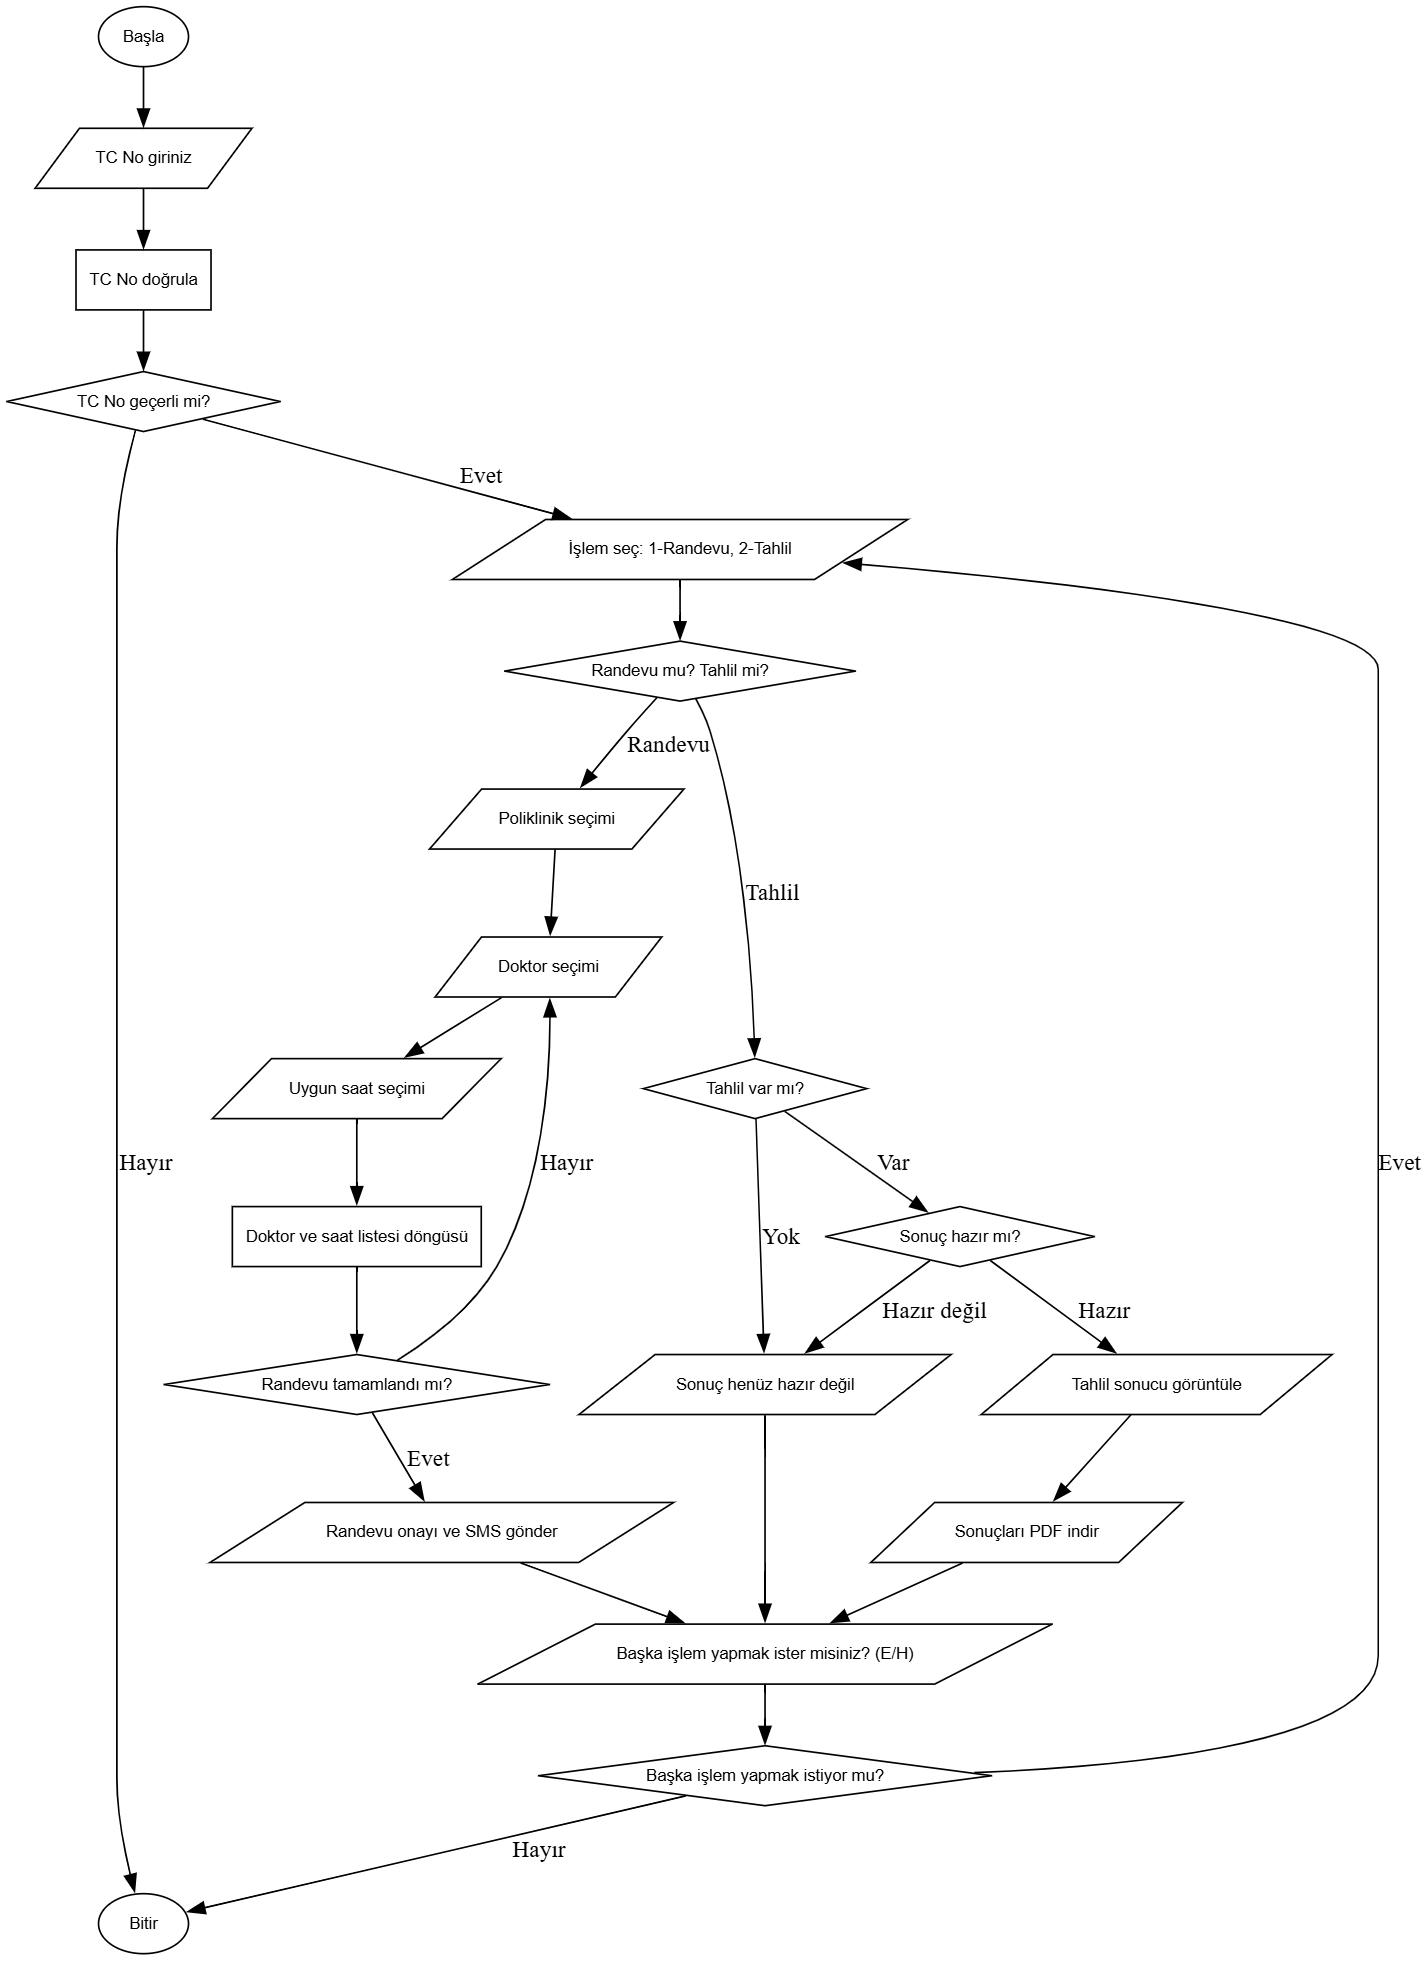 Başla
TC No giriniz
TC No doğrula
TC No geçerli mi?
Evet
İşlem seç: 1-Randevu, 2-Tahlil
Randevu mu? Tahlil mi?
Randevu
Poliklinik seçimi
Tahlil
Doktor seçimi
Uygun saat seçimi
Tahlil var mı?
Hayır
Hayır
Var
Evet
Doktor ve saat listesi döngüsü
Yok
Sonuç hazır mı?
Hazır değil
Hazır
Randevu tamamlandı mı?
Sonuç henüz hazır değil
Tahlil sonucu görüntüle
Evet
Randevu onayı ve SMS gönder
Sonuçları PDF indir
Başka işlem yapmak ister misiniz? (E/H)
Başka işlem yapmak istiyor mu?
Hayır
Bitir